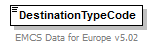 DestinationTypeCode
EMCS Data for Europe v5.02